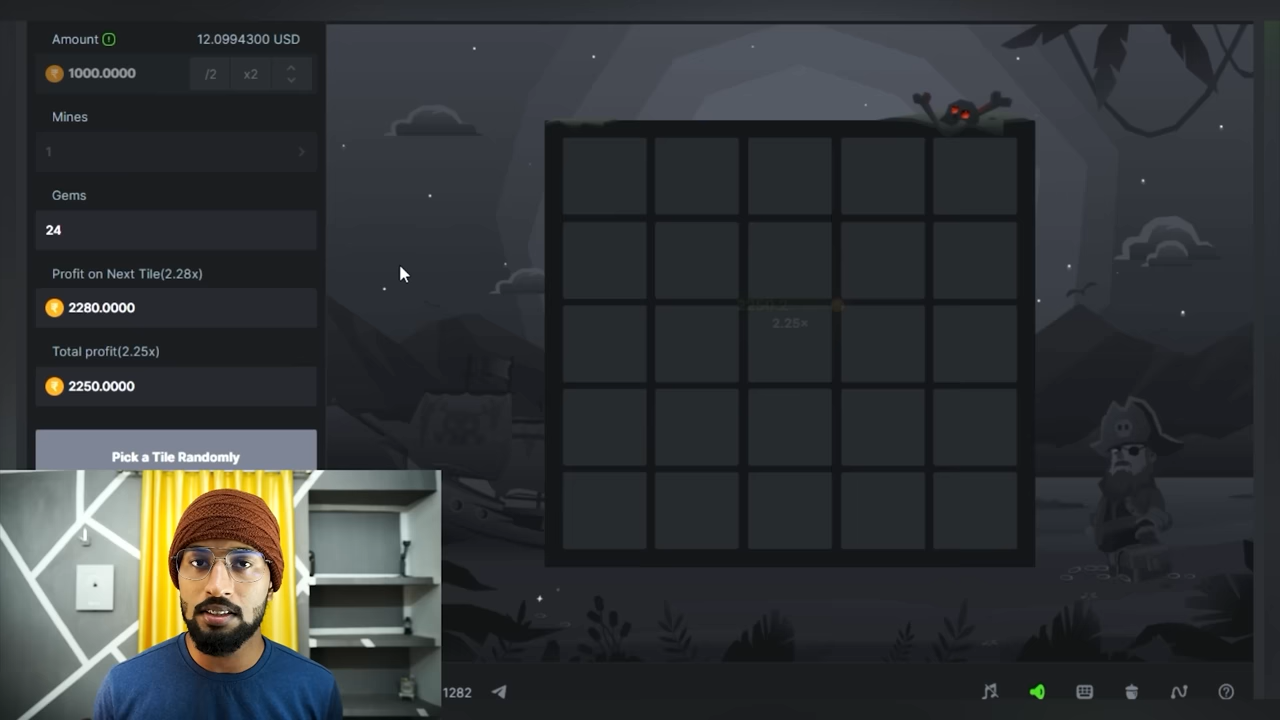 Amount 12.0994300 USD
1000.0000 /2 x2
Mines
1
Gems
24
Profit on Next Tile(2.28x)
2280.0000
Total profit(2.25x)
2250.0000
2.25×
Pick a Tile Randomly
1282